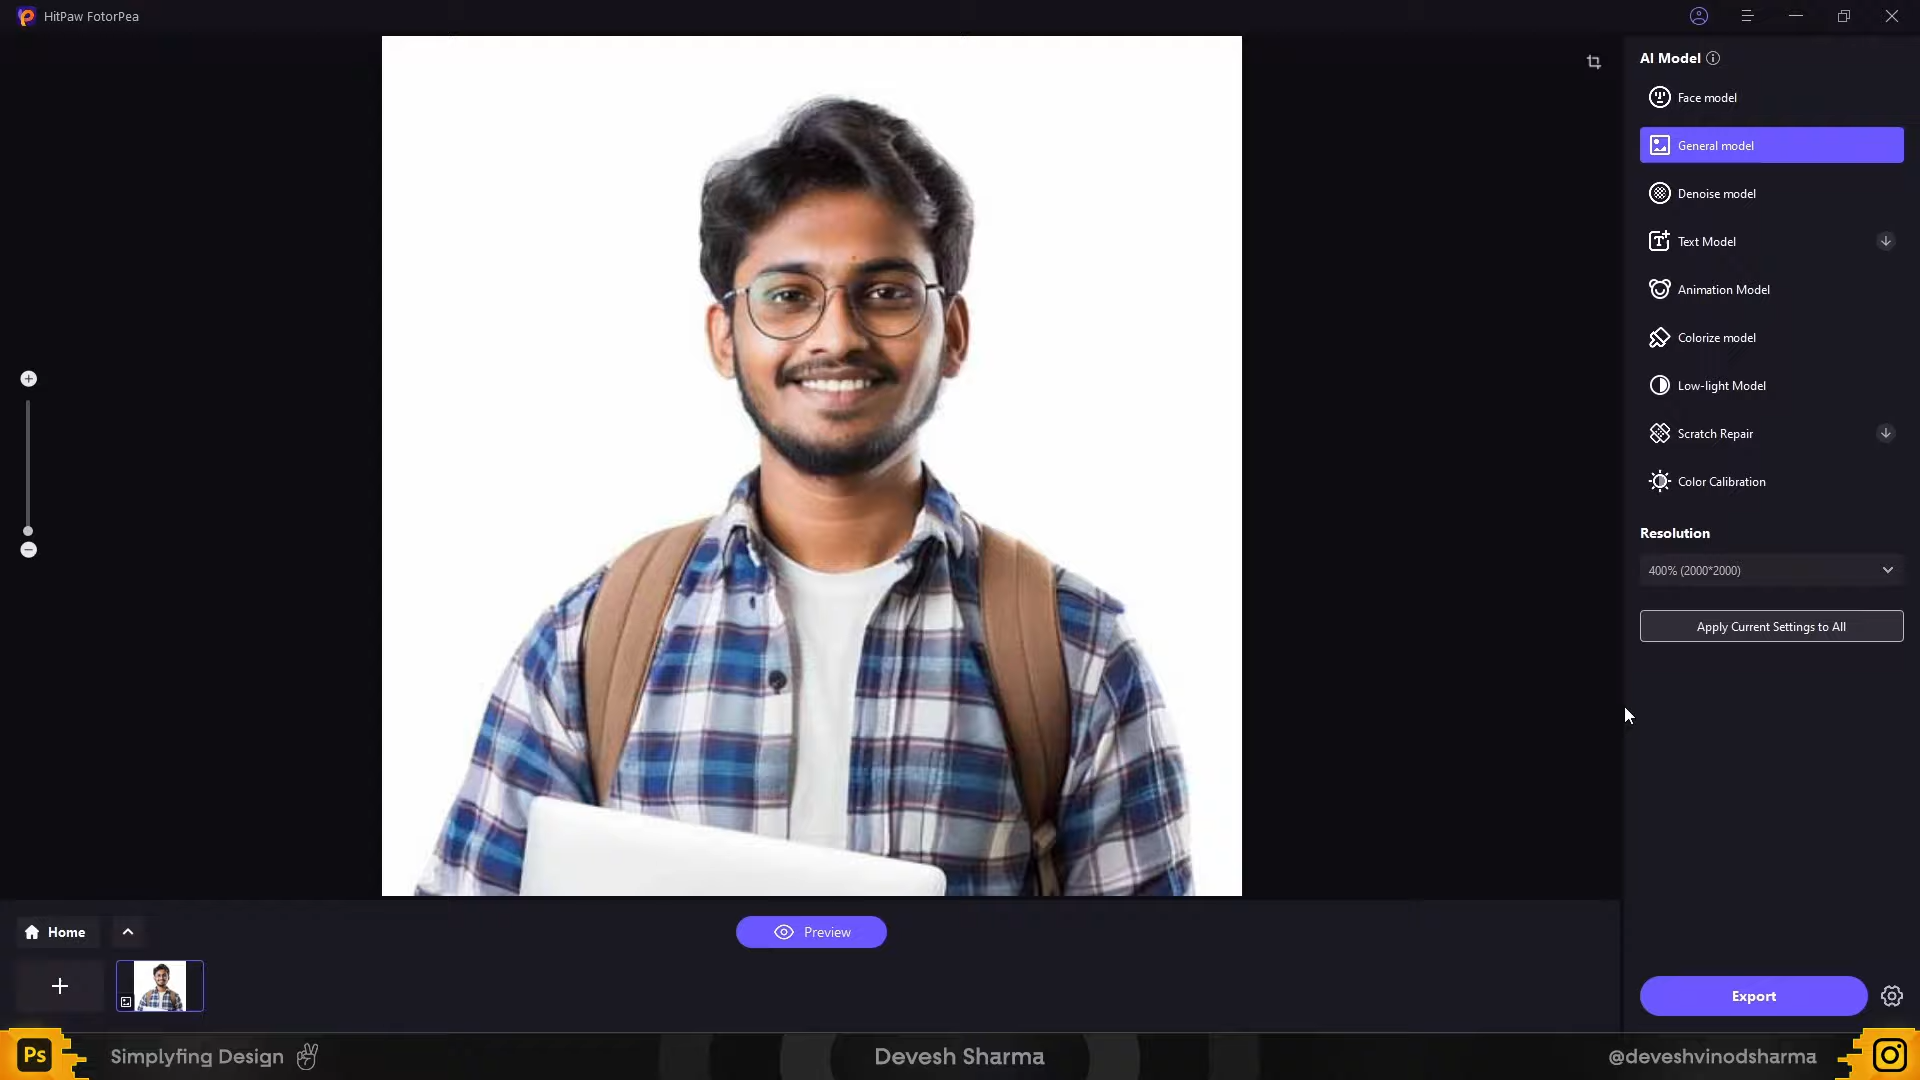 HitPaw FotorPea
AI Model
Face model
General model
Denoise model
Text Model
Animation Model
Colorize model
Low-light Model
Scratch Repair
Color Calibration
Resolution
400% (2000*2000)
Apply Current Settings to All
Home
Preview
Export
Ps
Simplyfing Design
Devesh Sharma
@deveshvinodsharma